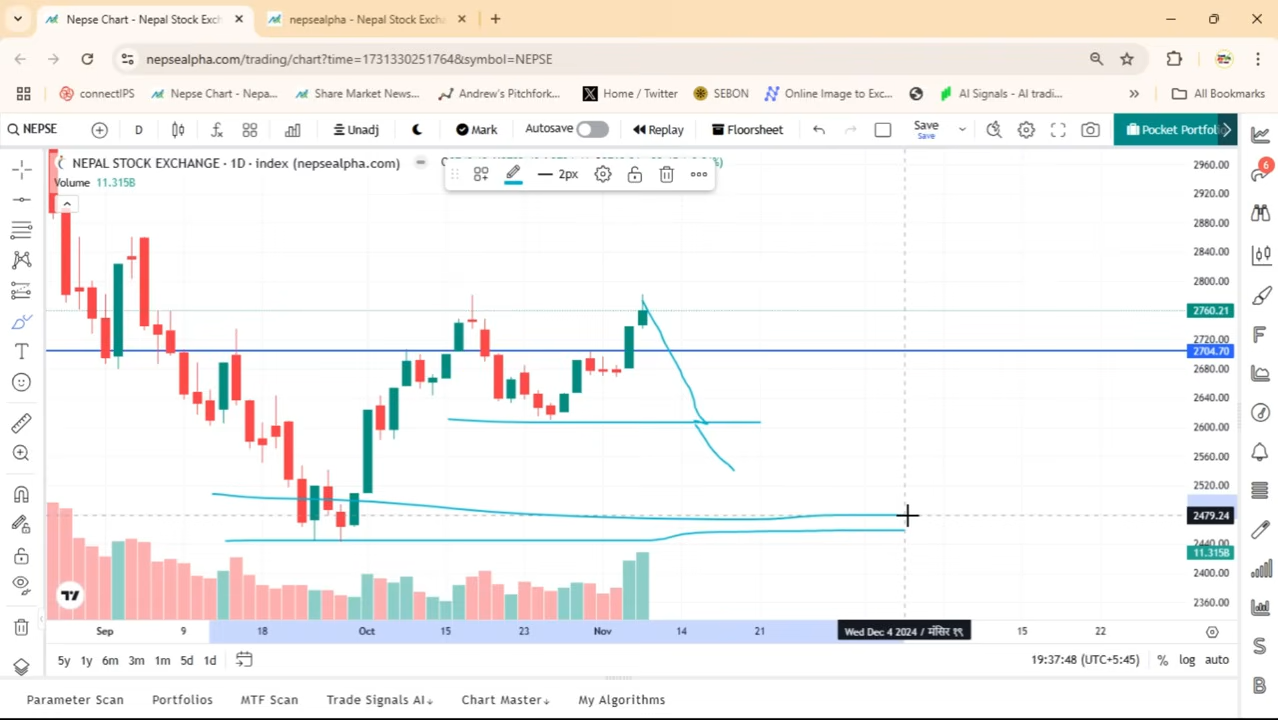 Nepse Chart - Nepal Stock Exch
nepsealpha - Nepal Stock Excha
nepsealpha.com/trading/chart?time=1731330251764&symbol=NEPSE
connectIPS
Nepse Chart - Nepa...
Share Market News...
Andrew's Pitchfork...
Home / Twitter
SEBON
Online Image to Exc...
AI Signals - AI tradi...
All Bookmarks
NEPSE
D
Unadj
Mark
Autosave
Replay
Floorsheet
Save
Save
Pocket Portfol
NEPAL STOCK EXCHANGE · 1D · index (nepsealpha.com)
Volume 11.315B
2px
6
F
S
B
2960.00
2920.00
2880.00
2840.00
2800.00
2760.21
2720.00
2704.70
2680.00
2640.00
2600.00
2560.00
2520.00
2479.24
2440.00
11.315B
2400.00
2360.00
Sep 9 18 Oct 15 23 Nov 14 21 Wed Dec 4 2024 / मंसिर १९ 15 22
5y 1y 6m 3m 1m 5d 1d
19:37:48 (UTC+5:45) % log auto
Parameter Scan Portfolios MTF Scan Trade Signals AI↓ Chart Master↓ My Algorithms